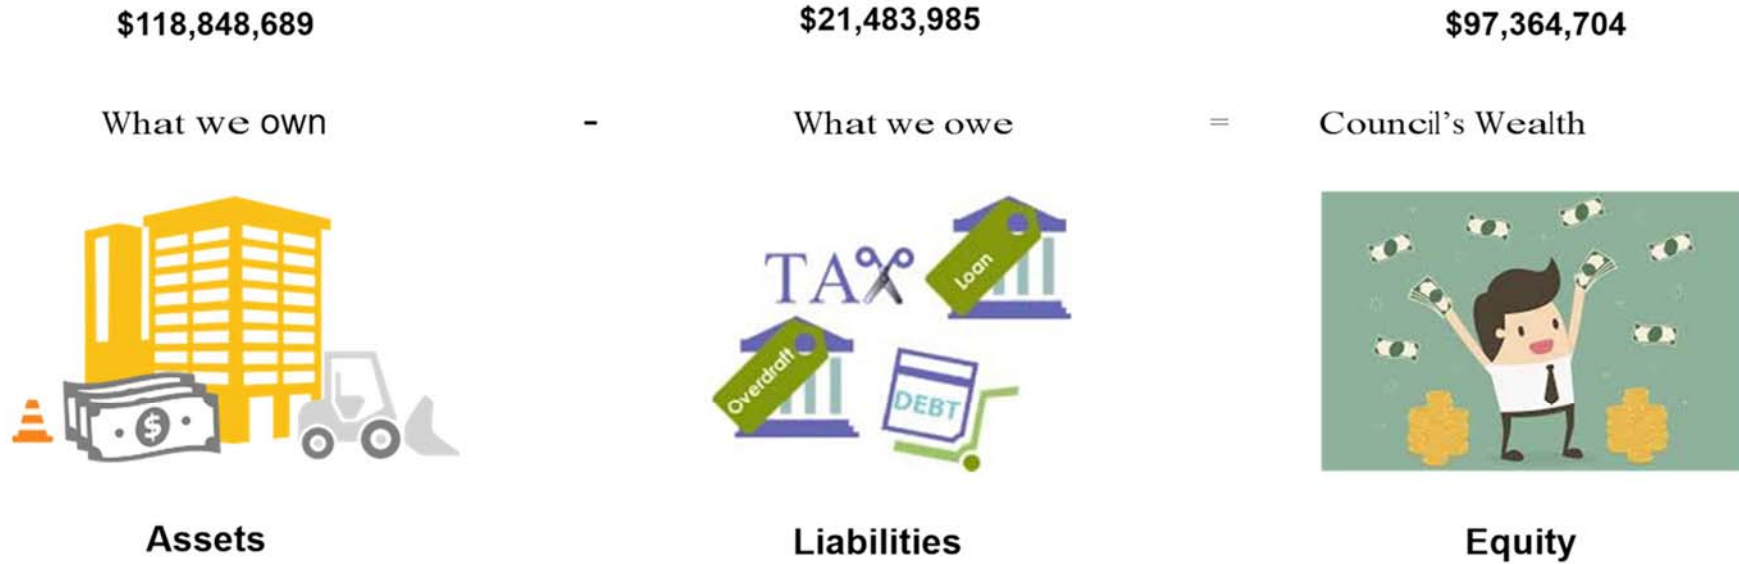 $118,848,689 $21,483,985 $97,364,704
What we own - What we owe = Council's Wealth
TAX
Loan
Overdraft
DEBT
$
Assets Liabilities Equity